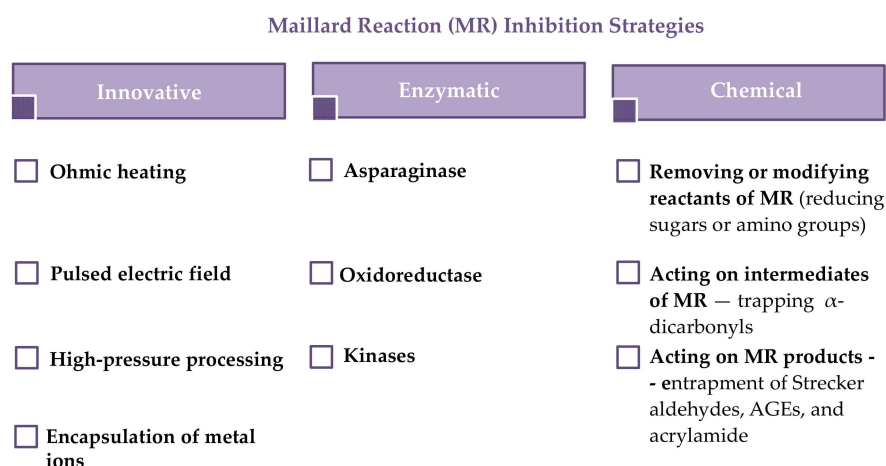 Maillard Reaction (MR) Inhibition Strategies
Innovative
Enzymatic
Chemical
Ohmic heating
Pulsed electric field
High-pressure processing
Encapsulation of metal
ions
Asparaginase
Oxidoreductase
Kinases
Removing or modifying
reactants of MR (reducing
sugars or amino groups)
Acting on intermediates
of MR — trapping α-
dicarbonyls
Acting on MR products -
- entrapment of Strecker
aldehydes, AGEs, and
acrylamide